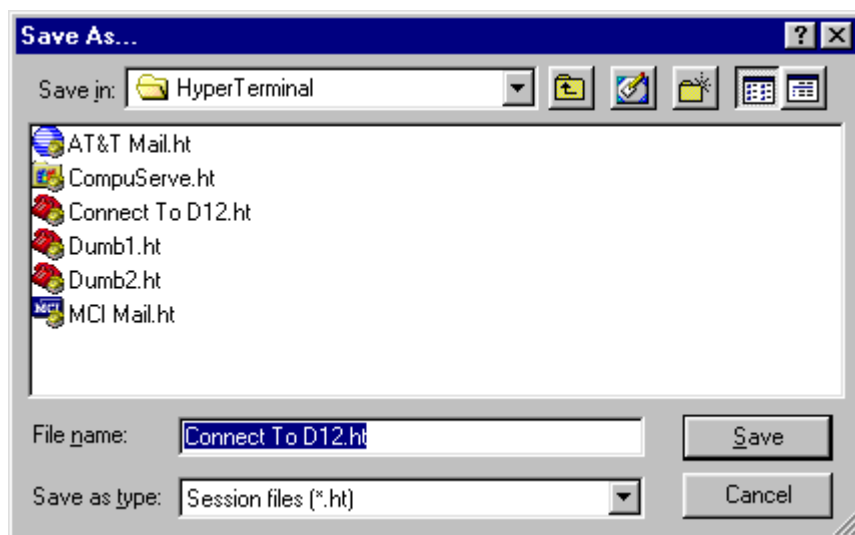 Save As...
Save in: HyperTerminal
AT&T Mail.ht
CompuServe.ht
Connect To D12.ht
Dumb1.ht
Dumb2.ht
MCI MCI Mail.ht
File name: Connect To D12.ht Save
Save as type: Session files (*.ht) Cancel